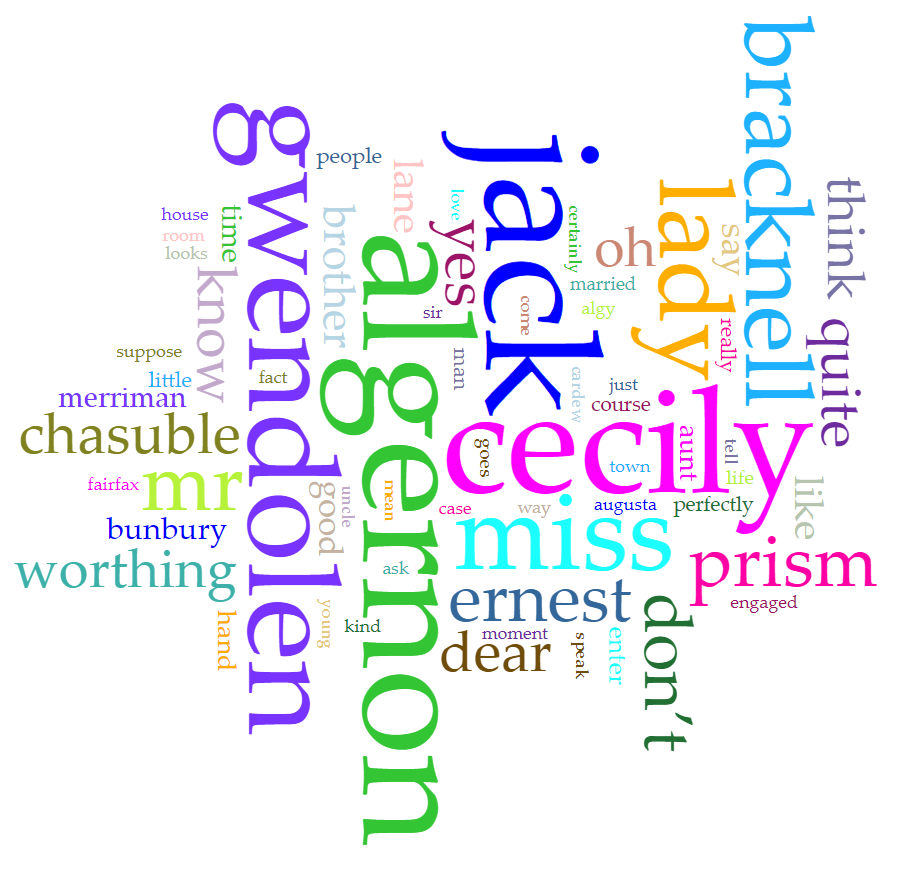 gwendolen
algernon
jack
cecily
bracknell
lady
miss
mr
prism
ernest
worthing
chasuble
dear
don't
oh
think
quite
know
brother
yes
lane
people
house
room
looks
time
love
certainly
say
married
algy
sir
come
really
suppose
little
fact
man
cardew
just
course
merriman
goes
aunt
tell
town
life
like
fairfax
good
uncle
mean
case
way
augusta
perfectly
bunbury
ask
engaged
hand
young
kind
moment
speak
enter